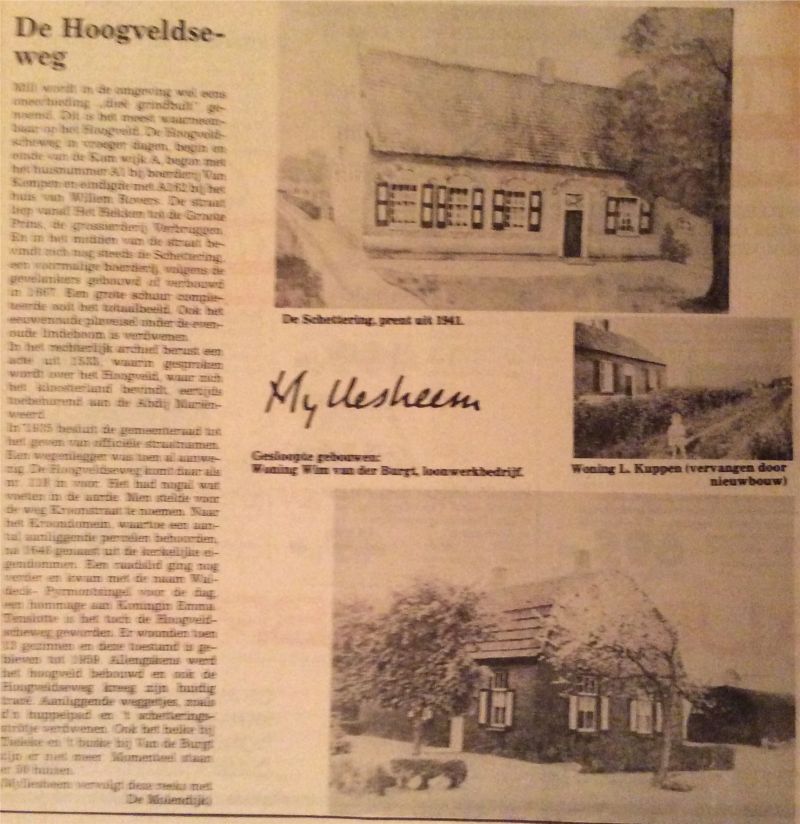 De Hoogveldse-
weg
Mill wordt in de omgeving wel eens
oneerbiedig „diel grindbult" ge-
noemd. Dit is het meest waarneem-
baar op het Hoogveld. De Hoogveld-
scheweg in vroeger dagen, begin en
einde van de Kom wijk A, begon met
het huisnummer A1 bij boerderij Van
Kempen en eindigde met A262 bij het
huis van Willem Rovers. De straat
liep vanaf Het Hekken tot de Groote
Prins, de grossierderij Verbruggen.
En in het midden van de straat be-
vindt zich nog steeds de Schettering,
een voormalige boerderij, volgens de
gevelankers gebouwd of verbouwd
in 1667. Een grote schuur comple-
teerde ooit het totaalbeeld. Ook het
eeuwenoude plaveisel onder de even-
oude lindeboom is verdwenen.
In het rechterlijk archief berust een
acte uit waarin gesproken
wordt over het Hoogveld, waar zich
het kloosterland bevindt, eertijds
toebehorend aan de Abdij Mariën-
weerd.
In 1935 besluit de gemeenteraad tot
het geven van officiële straatnamen.
Een wegenlegger was toen al aanwe-
zig. De Hoogveldseweg komt daar als
nr. in voor. Het had nogal wat
voeten in de aarde. Men stelde voor
de weg Kroonstraat te noemen. Naar
het Kroondomein, waartoe een aan-
tal aanliggende percelen behoorden,
na 1648 genaast uit de kerkelijke ei-
gendommen. Een raadslid ging nog
verder en kwam met de naam Wal-
deck- Pyrmontsingel voor de dag,
een hommage aan Koningin Emma.
Tenslotte is het toch de Hoogveld-
scheweg geworden. Er woonden toen
13 gezinnen en deze toestand is ge-
bleven tot 1959. Allengskens werd
het hoogveld bebouwd en ook de
Hoogveldseweg kreeg zijn huidig
tracé. Aanliggende weggetjes, zoals
d'n huppelpad en 't schetterings-
strötje verdwenen. Ook het heike bij
en 't buske bij Van de Burgt
zijn er niet meer. Momenteel staan
er 50 huizen.
(Myllesheem vervolgt deze reeks met
De Molendijk)
De Schettering, prent uit 1941.
Myllesheem
Gesloopte gebouwen:
Woning Wim van der Burgt, loonwerkbedrijf.
Woning L. Kuppen (vervangen door
nieuwbouw)